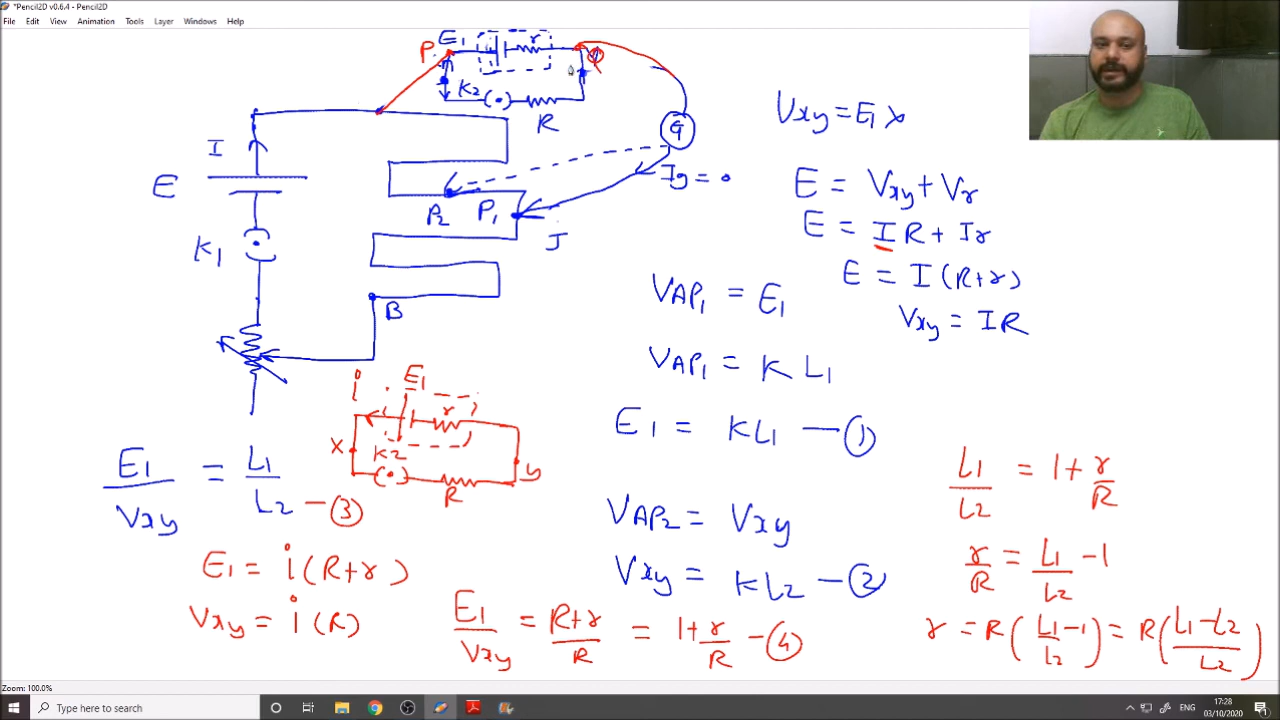 *Pencil2D v0.6.4 - Pencil2D
File Edit View Animation Tools Layer Windows Help
E1 r
P
K2
R
G
I
E
K1
Ig = 0
P2 P1
J
B
Vxy = E1 x
E = Vxy + Vr
E = I R + Ir
E = I (R+r)
Vxy = IR
VAP1 = E1
VAP1 = K L1
E1 = KL1 — ①
VAP2 = Vxy
Vxy = KL2 — ②
i E1
r
X K2 y
R
E1/Vxy = L1/L2 — ③
E1 = i (R+r)
Vxy = i (R)
E1/Vxy = R+r/R = 1+r/R — ④
L1/L2 = 1+r/R
r/R = L1/L2 - 1
r = R(L1/L2 - 1) = R(L1-L2/L2)
Zoom: 100.0%
Type here to search
ENG
17:28
03/10/2020
1